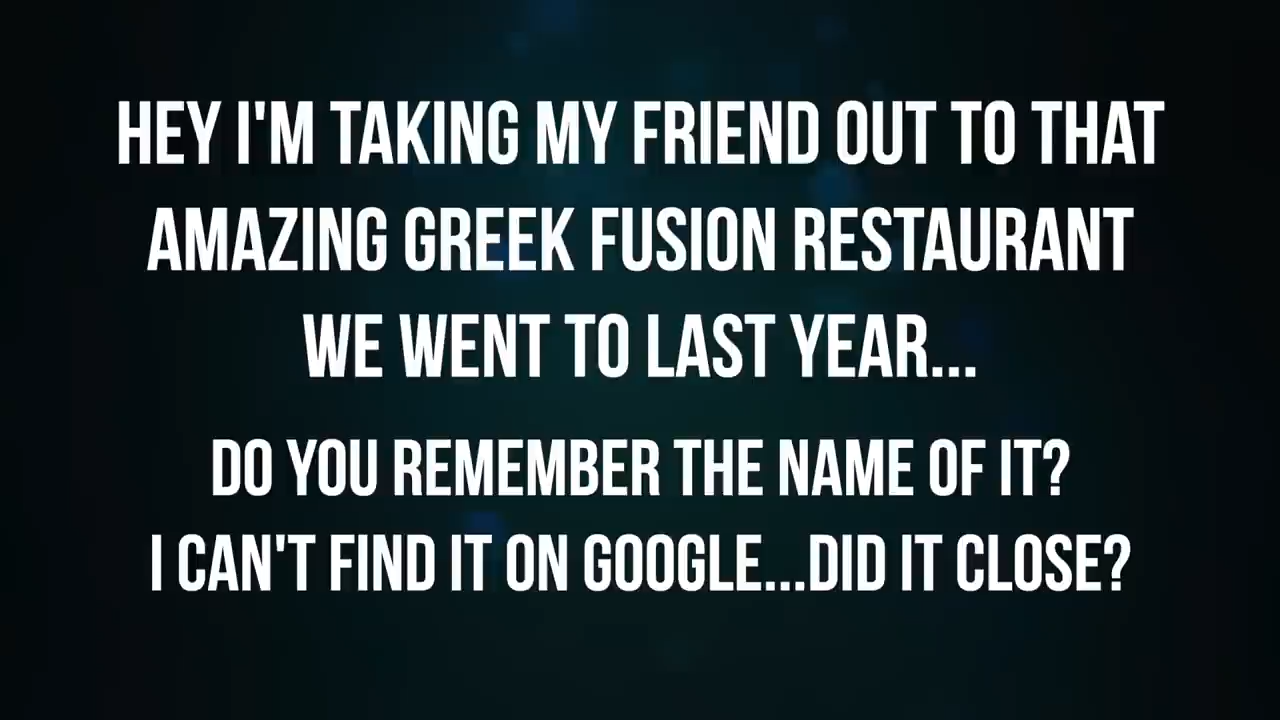 HEY I'M TAKING MY FRIEND OUT TO THAT
AMAZING GREEK FUSION RESTAURANT
WE WENT TO LAST YEAR...
DO YOU REMEMBER THE NAME OF IT?
I CAN'T FIND IT ON GOOGLE...DID IT CLOSE?